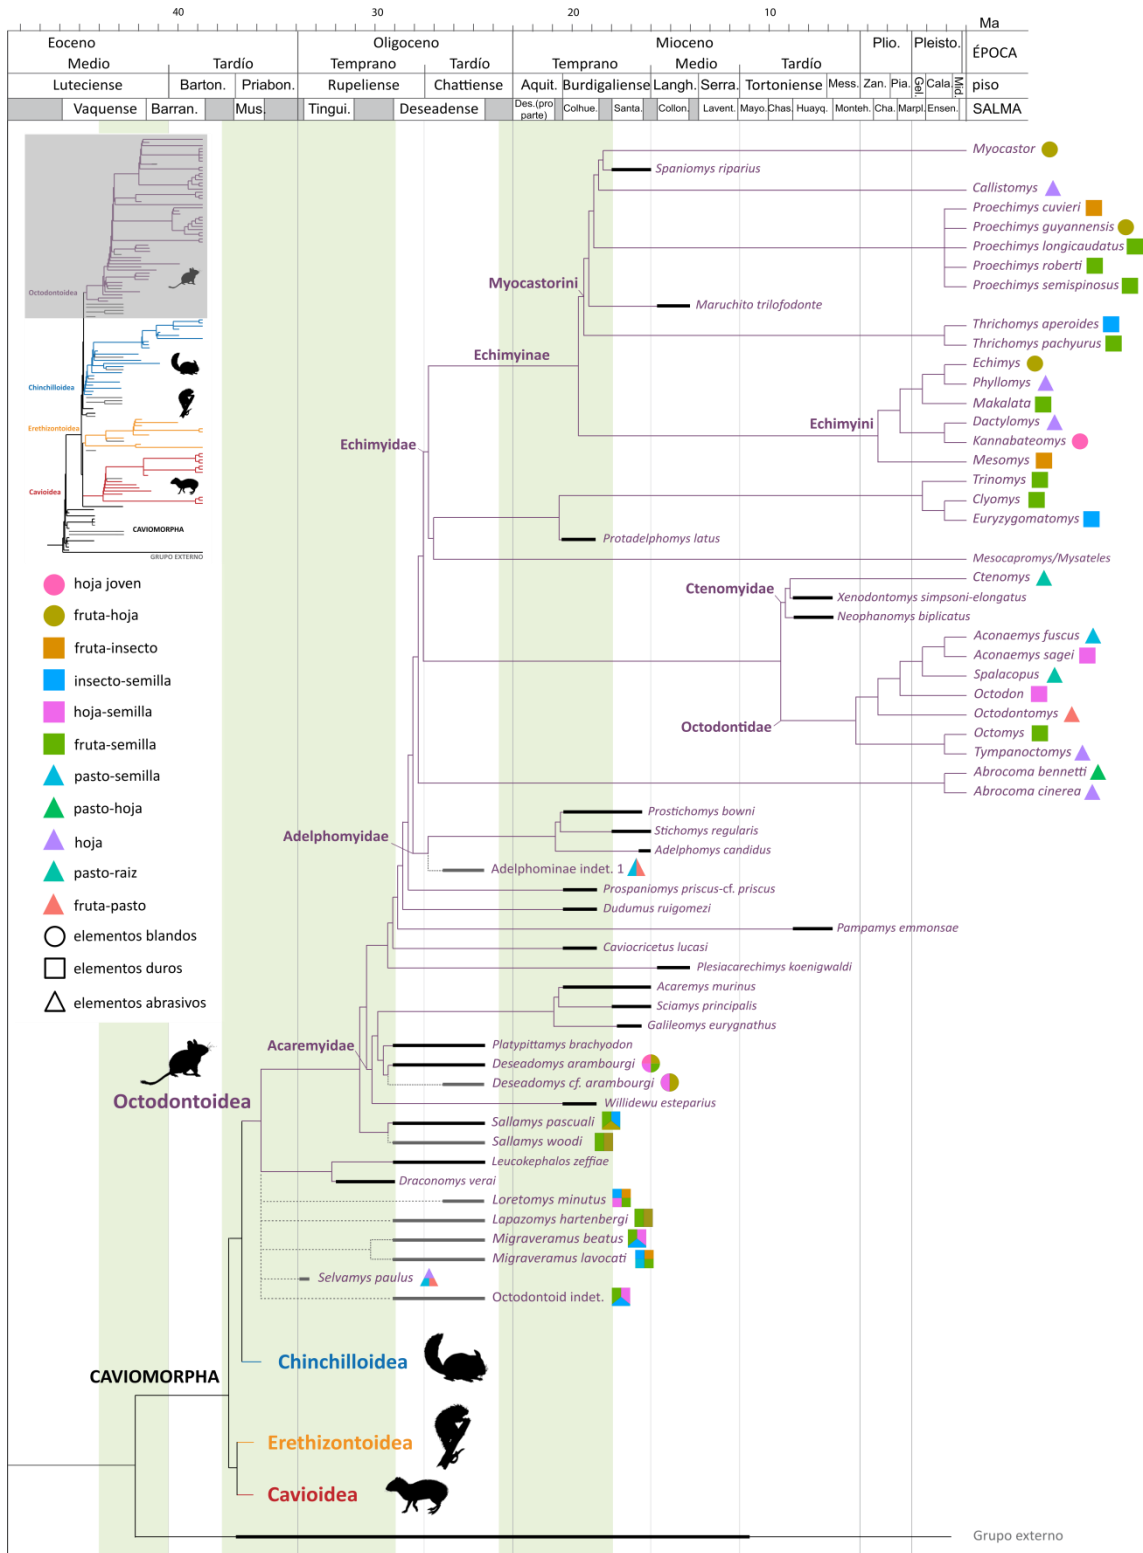 40 30 20 10 Ma
Eoceno Oligoceno Mioceno Plio. Pleisto. ÉPOCA
Medio Tardío Temprano Tardío Temprano Medio Tardío
Luteciense Barton. Priabon. Rupeliense Chattiense Aquit. Burdigaliense Langh. Serra. Tortoniense Mess. Zan. Pia. Gel. Cala. Mid. piso
Vaquense Barran. Mus. Tingui. Deseadense Des.(pro parte) Colhue. Santa. Collon. Lavent. Mayo. Chas. Huayq. Monteh. Cha. Marpl. Ensen. SALMA
Octodontoidea
Chinchilloidea
Erethizontoidea
Cavioidea
CAVIOMORPHA
GRUPO EXTERNO
hoja joven
fruta-hoja
fruta-insecto
insecto-semilla
hoja-semilla
fruta-semilla
pasto-semilla
pasto-hoja
hoja
pasto-raiz
fruta-pasto
elementos blandos
elementos duros
elementos abrasivos
Myocastor
Spaniomys riparius
Callistomys
Proechimys cuvieri
Proechimys guyannensis
Proechimys longicaudatus
Proechimys roberti
Myocastorini
Proechimys semispinosus
Maruchito trilofodonte
Thrichomys aperoides
Thrichomys pachyurus
Echimyinae
Echimys
Phyllomys
Makalata
Dactylomys
Echimyini
Kannabateomys
Echimyidae
Mesomys
Trinomys
Clyomys
Euryzygomatomys
Protadelphomys latus
Mesocapromys/Mysateles
Ctenomys
Ctenomyidae
Xenodontomys simpsoni-elongatus
Neophanomys biplicatus
Aconaemys fuscus
Aconaemys sagei
Spalacopus
Octodon
Octodontomys
Octodontidae
Octomys
Tympanoctomys
Abrocoma bennetti
Abrocoma cinerea
Prostichomys bowni
Stichomys regularis
Adelphomyidae
Adelphomys candidus
Adelphominae indet. 1
Prospaniomys priscus-cf. priscus
Dudumus ruigomezi
Pampamys emmonsae
Caviocricetus lucasi
Plesiacarechimys koenigwaldi
Acaremys murinus
Sciamys principalis
Galileomys eurygnathus
Acaremyidae
Platypittamys brachyodon
Deseadomys arambourgi
Deseadomys cf. arambourgi
Octodontoidea
Willidewu esteparius
Sallamys pascuali
Sallamys woodi
Leucokephalos zeffiae
Draconomys verai
Loretomys minutus
Lapazomys hartenbergi
Migraveramus beatus
Migraveramus lavocati
Selvamys paulus
Octodontoid indet.
Chinchilloidea
CAVIOMORPHA
Erethizontoidea
Cavioidea
Grupo externo